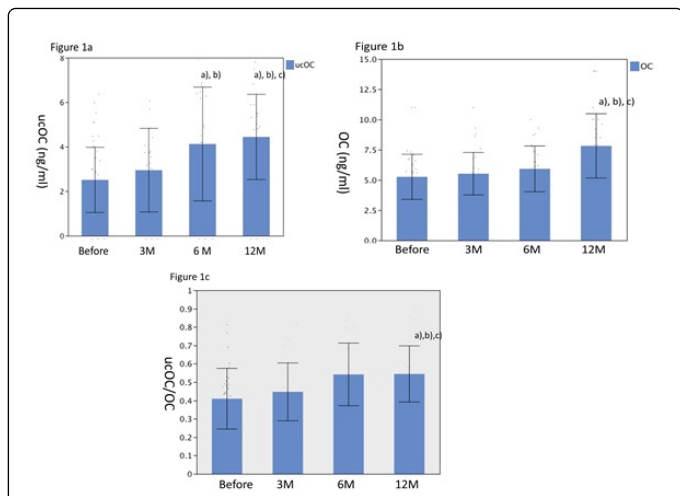 Figure 1a
ucOC
8
6
4
2
0
ucOC (ng/ml)
a), b)
a), b), c)
Before 3M 6 M 12M
Figure 1b
OC
15.0
12.5
10.0
7.5
5.0
2.5
0.0
OC (ng/ml)
a), b), c)
Before 3M 6M 12M
Figure 1c
1
0.9
0.8
0.7
0.6
0.5
0.4
0.3
0.2
0.1
0
ucOC/OC
a),b),c)
Before 3M 6M 12M